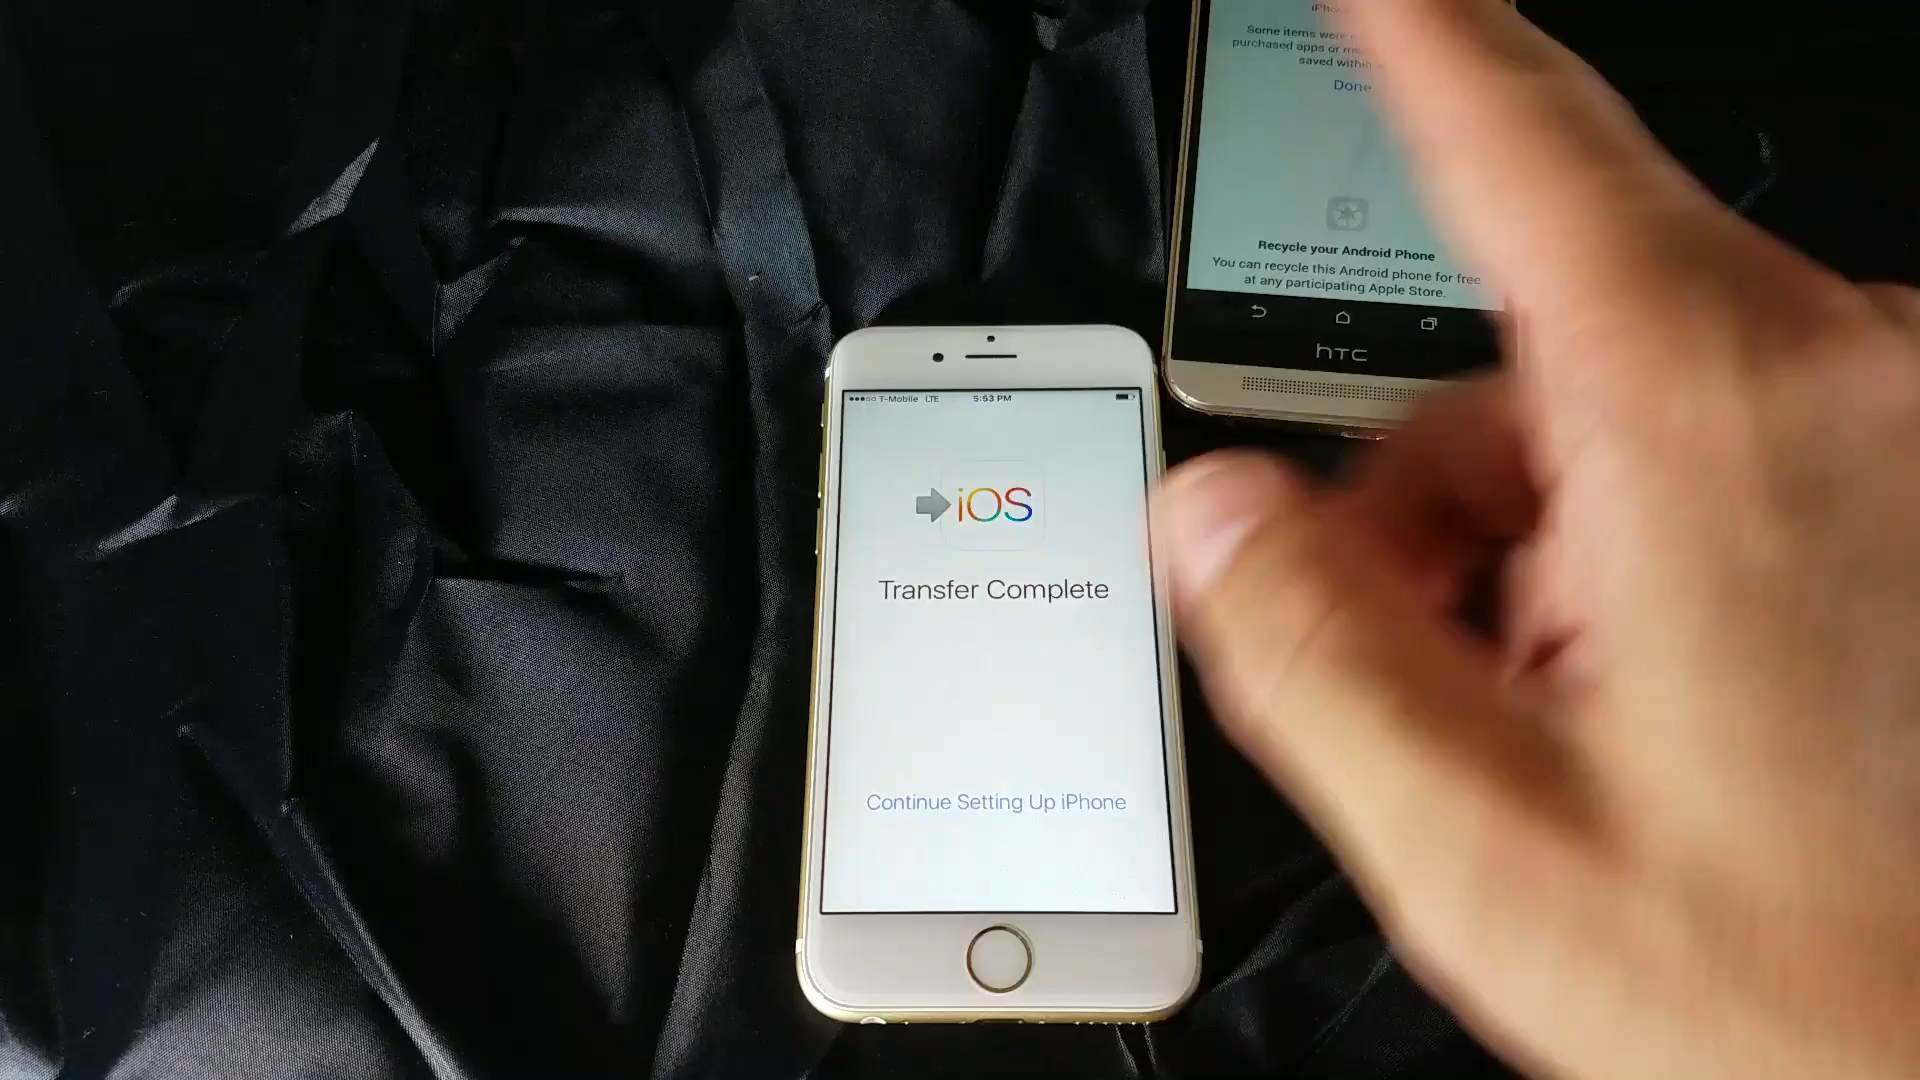 iPhone
Some items were
purchased apps or
saved within
Done
Recycle your Android Phone
You can recycle this Android phone for free
at any participating Apple Store.
hTC
T-Mobile LTE 5:53 PM
iOS
Transfer Complete
Continue Setting Up iPhone